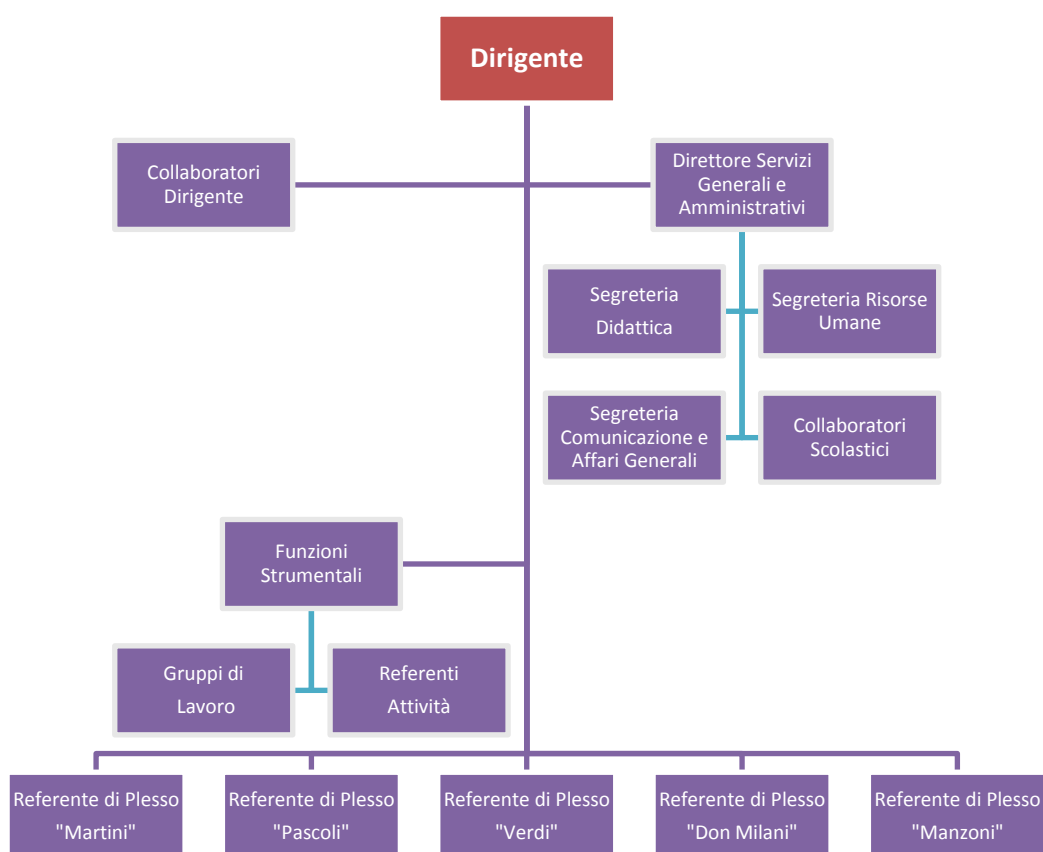 Dirigente
Collaboratori
Dirigente
Direttore Servizi
Generali e
Amministrativi
Segreteria
Didattica
Segreteria Risorse
Umane
Segreteria
Comunicazione e
Affari Generali
Collaboratori
Scolastici
Funzioni
Strumentali
Gruppi di
Lavoro
Referenti
Attività
Referente di Plesso
"Martini"
Referente di Plesso
"Pascoli"
Referente di Plesso
"Verdi"
Referente di Plesso
"Don Milani"
Referente di Plesso
"Manzoni"